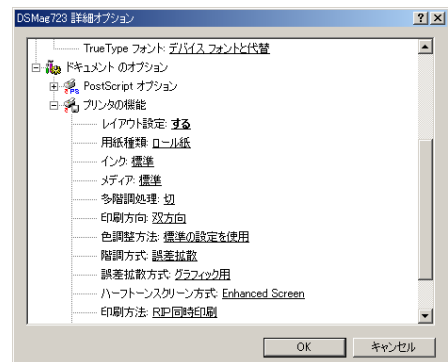 DSMag723 詳細オプション
TrueType フォント: デバイス フォントと代替
ドキュメント のオプション
PostScript オプション
プリンタの機能
レイアウト設定: する
用紙種類: ロール紙
インク: 標準
メディア: 標準
多階調処理: 切
印刷方向: 双方向
色調整方法: 標準の設定を使用
階調方式: 誤差拡散
誤差拡散方式: グラフィック用
ハーフトーンスクリーン方式: Enhanced Screen
印刷方法: RIP同時印刷
OK キャンセル